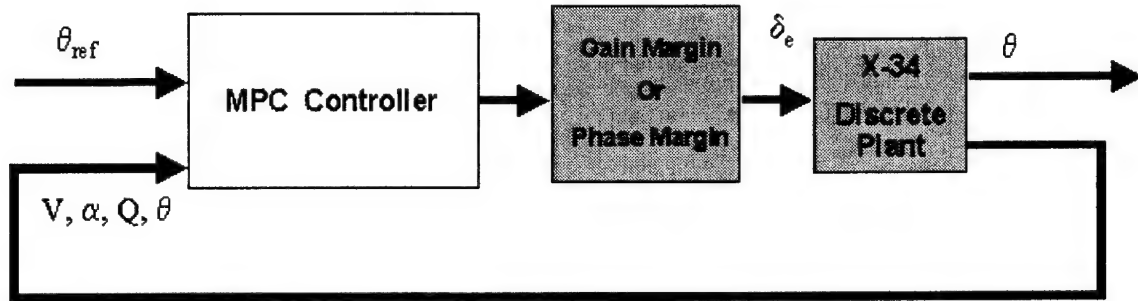 θref
MPC Controller
V, α, Q, θ
Gain Margin
Or
Phase Margin
δe
X-34
Discrete
Plant
θ